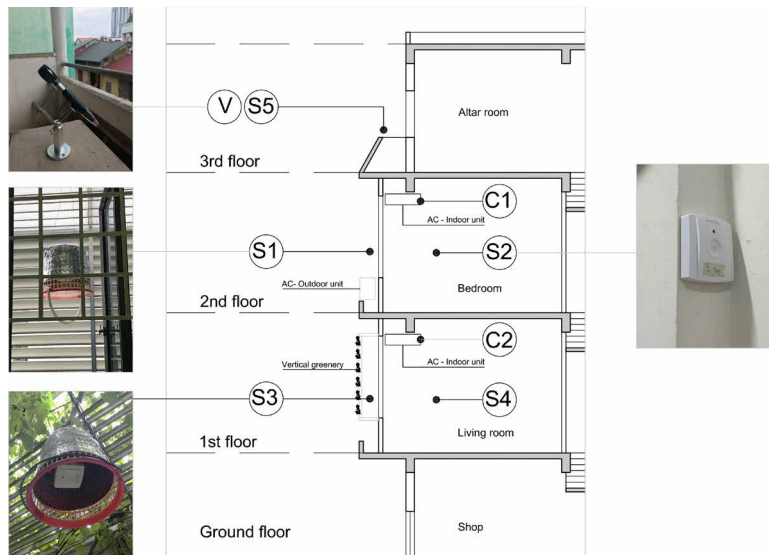 V
S5
Altar room
3rd floor
C1
AC - Indoor unit
S1
S2
AC- Outdoor unit
Bedroom
2nd floor
C2
Vertical greenery
AC - Indoor unit
S3
S4
Living room
1st floor
Ground floor
Shop